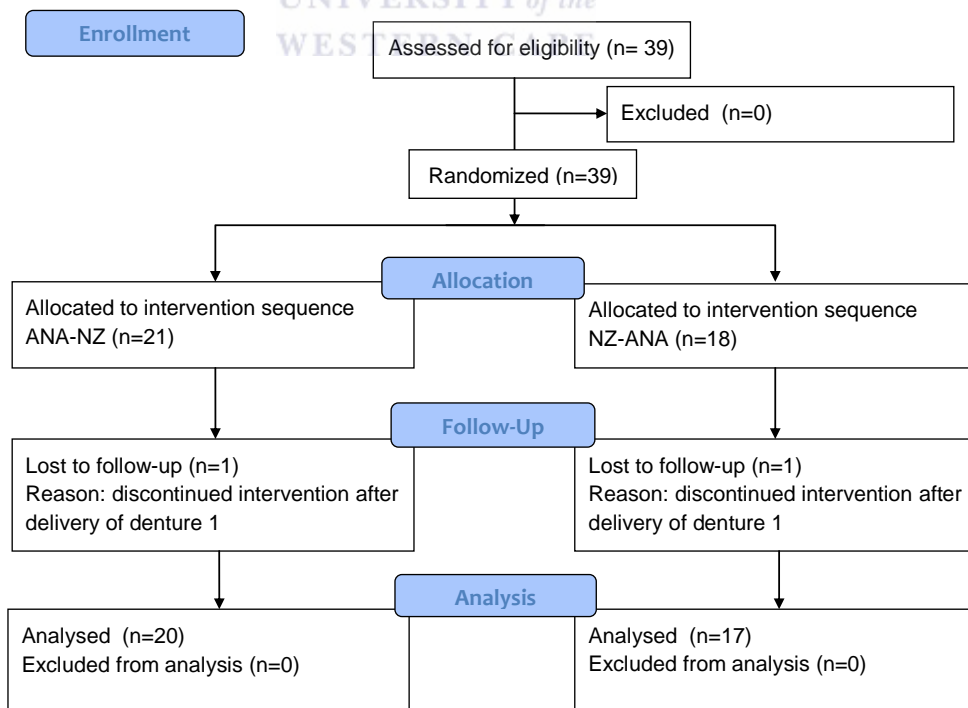 UNIVERSITY of the
WESTERN CAPE
Enrollment
Assessed for eligibility (n= 39)
Excluded (n=0)
Randomized (n=39)
Allocation
Allocated to intervention sequence
ANA-NZ (n=21)
Allocated to intervention sequence
NZ-ANA (n=18)
Follow-Up
Lost to follow-up (n=1)
Reason: discontinued intervention after
delivery of denture 1
Lost to follow-up (n=1)
Reason: discontinued intervention after
delivery of denture 1
Analysis
Analysed (n=20)
Excluded from analysis (n=0)
Analysed (n=17)
Excluded from analysis (n=0)